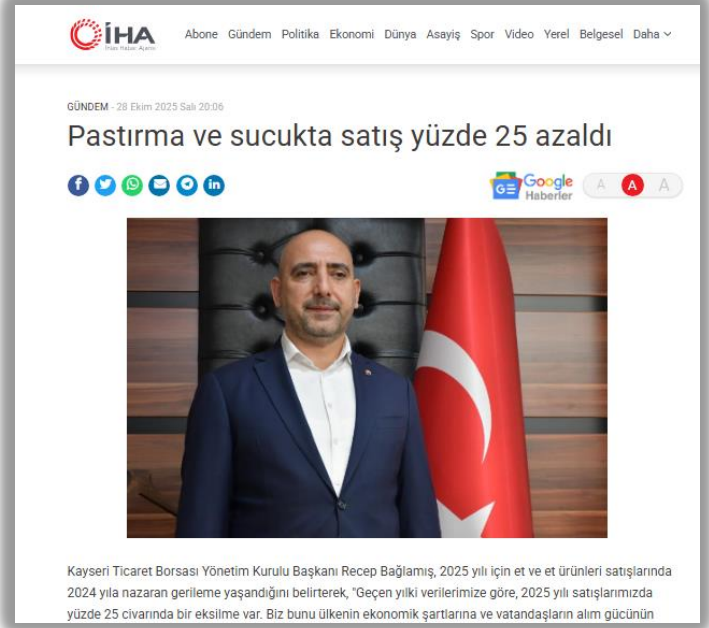 İHA
İhlas Haber Ajansı
Abone Gündem Politika Ekonomi Dünya Asayiş Spor Video Yerel Belgesel Daha
GÜNDEM - 28 Ekim 2025 Salı 20:06
Pastırma ve sucukta satış yüzde 25 azaldı
Google
Haberler
A A A
Kayseri Ticaret Borsası Yönetim Kurulu Başkanı Recep Bağlamış, 2025 yılı için et ve et ürünleri satışlarında
2024 yıla nazaran gerileme yaşandığını belirterek, "Geçen yılki verilerimize göre, 2025 yılı satışlarımızda
yüzde 25 civarında bir eksilme var. Biz bunu ülkenin ekonomik şartlarına ve vatandaşların alım gücünün